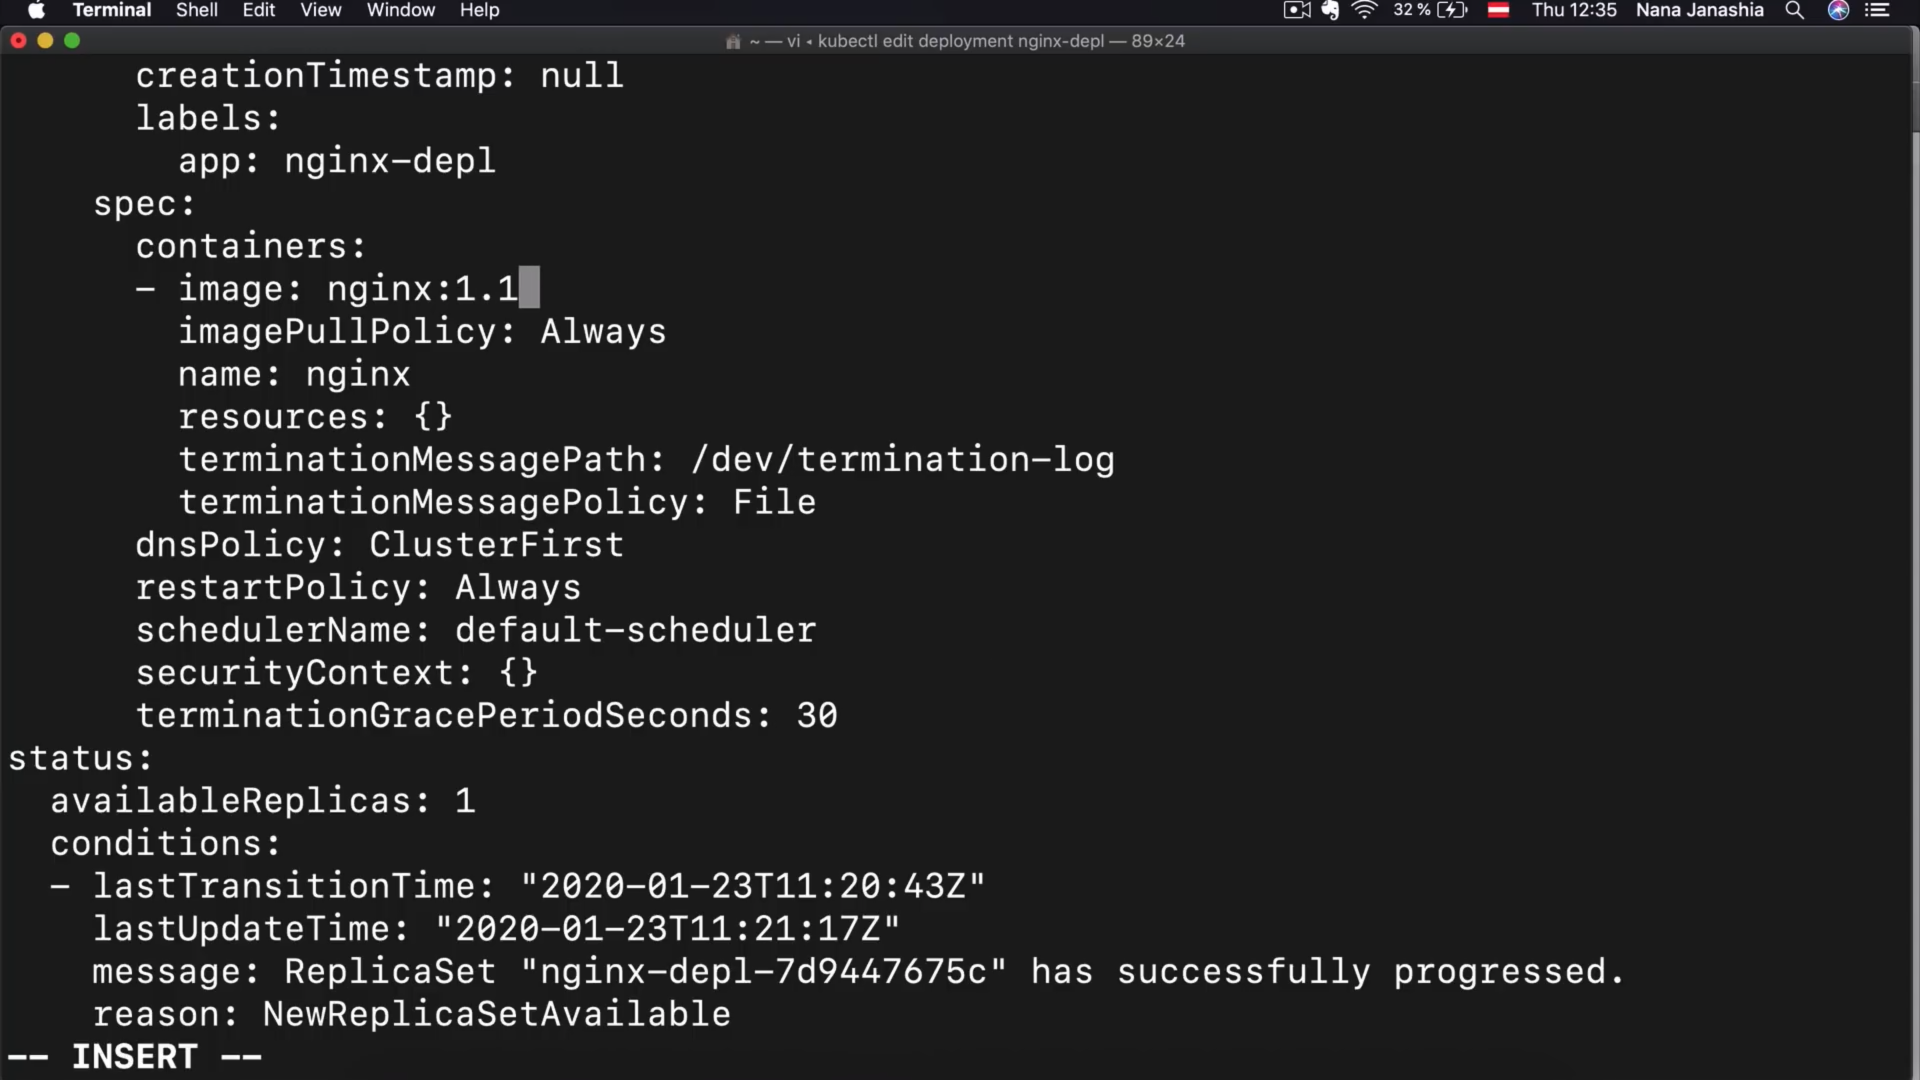 Terminal Shell Edit View Window Help 32 % Thu 12:35 Nana Janashia
~ — vi ◂ kubectl edit deployment nginx-depl — 89×24
creationTimestamp: null
labels:
app: nginx-depl
spec:
containers:
- image: nginx:1.1
imagePullPolicy: Always
name: nginx
resources: {}
terminationMessagePath: /dev/termination-log
terminationMessagePolicy: File
dnsPolicy: ClusterFirst
restartPolicy: Always
schedulerName: default-scheduler
securityContext: {}
terminationGracePeriodSeconds: 30
status:
availableReplicas: 1
conditions:
- lastTransitionTime: "2020-01-23T11:20:43Z"
lastUpdateTime: "2020-01-23T11:21:17Z"
message: ReplicaSet "nginx-depl-7d9447675c" has successfully progressed.
reason: NewReplicaSetAvailable
-- INSERT --